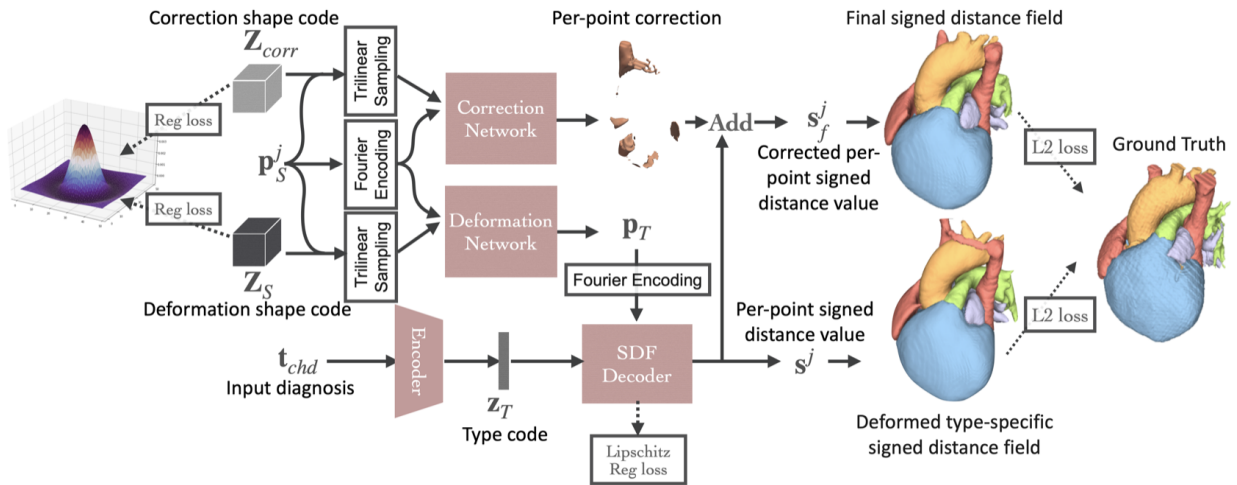 Correction shape code
Z_corr
Reg loss
Reg loss
Z_S
Deformation shape code
p_S^j
Trilinear
Sampling
Fourier
Encoding
Trilinear
Sampling
Correction
Network
Deformation
Network
Per-point correction
Add
s_f^j
Corrected per-
point signed
distance value
Final signed distance field
L2 loss
Ground Truth
p_T
Fourier Encoding
t_chd
Input diagnosis
Encoder
z_T
Type code
SDF
Decoder
Lipschitz
Reg loss
Per-point signed
distance value
s^j
L2 loss
Deformed type-specific
signed distance field